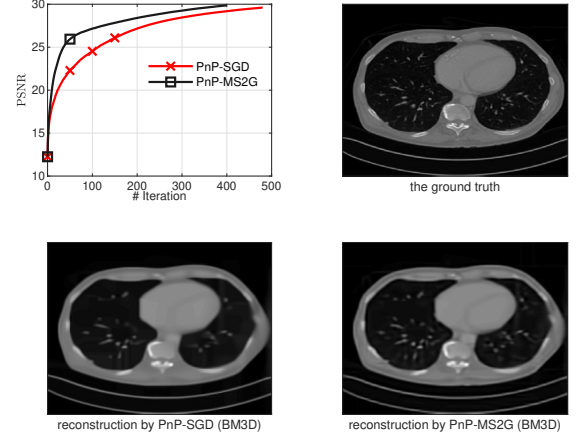 30
25
20
15
10
PSNR
PnP-SGD
PnP-MS2G
0 100 200 300 400 500
# Iteration
the ground truth
reconstruction by PnP-SGD (BM3D)
reconstruction by PnP-MS2G (BM3D)